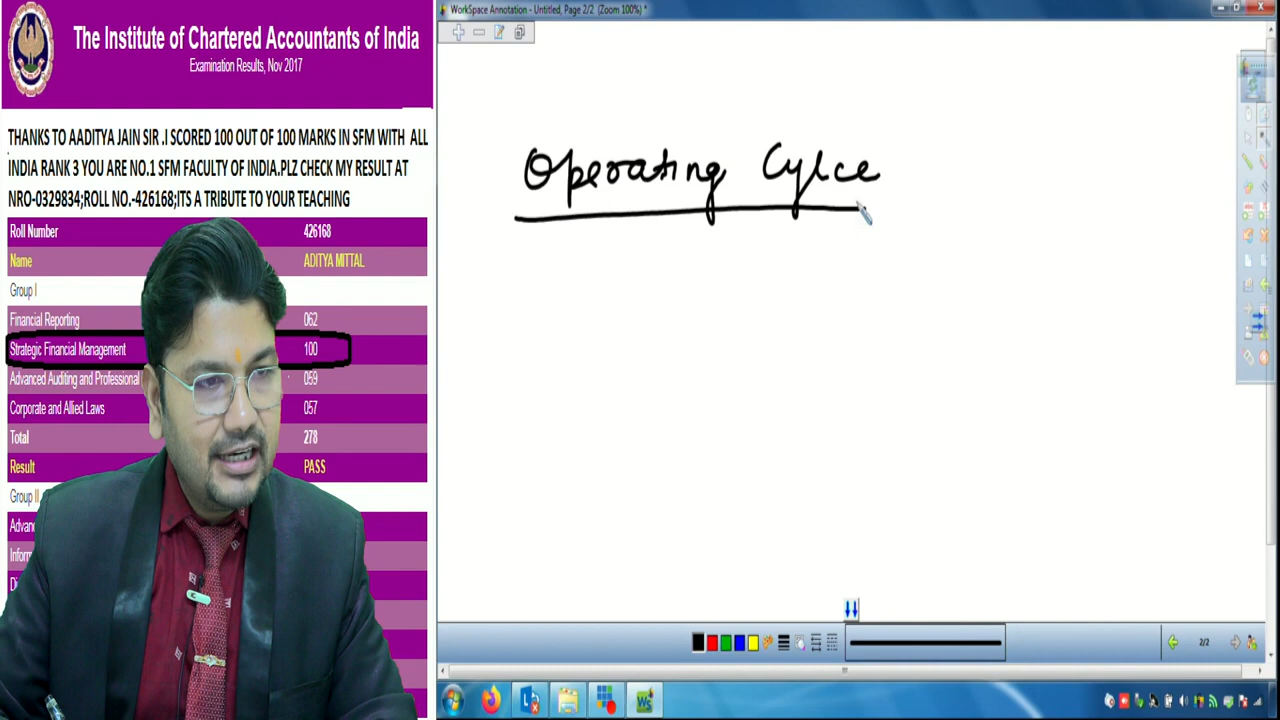 The Institute of Chartered Accountants of India
Examination Results, Nov 2017
THANKS TO AADITYA JAIN SIR .I SCORED 100 OUT OF 100 MARKS IN SFM WITH ALL
INDIA RANK 3 YOU ARE NO.1 SFM FACULTY OF INDIA.PLZ CHECK MY RESULT AT
NRO-0329834;ROLL NO.-426168;ITS A TRIBUTE TO YOUR TEACHING
Roll Number 426168
Name ADITYA MITTAL
Group I
Financial Reporting 062
Strategic Financial Management 100
Advanced Auditing and Professional 059
Corporate and Allied Laws 057
Total 278
Result PASS
Group II
WorkSpace Annotation - Untitled, Page 2/2 (Zoom 100%) *
Operating Cylce
2/2